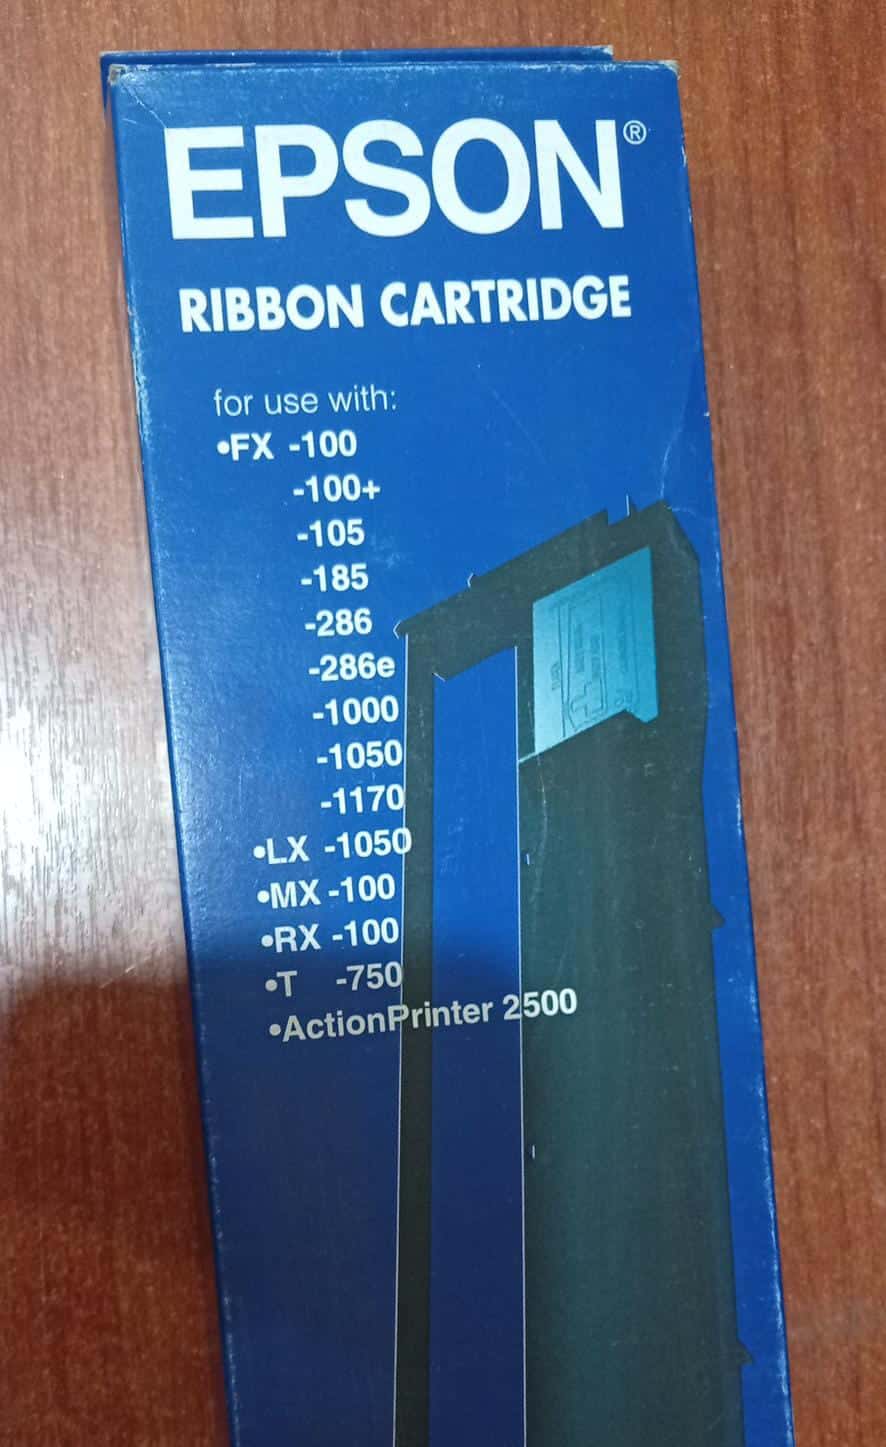 EPSON®
RIBBON CARTRIDGE
for use with:
•FX -100
-100+
-105
-185
-286
-286e
-1000
-1050
-1170
•LX -1050
•MX -100
•RX -100
•T -750
•ActionPrinter 2500